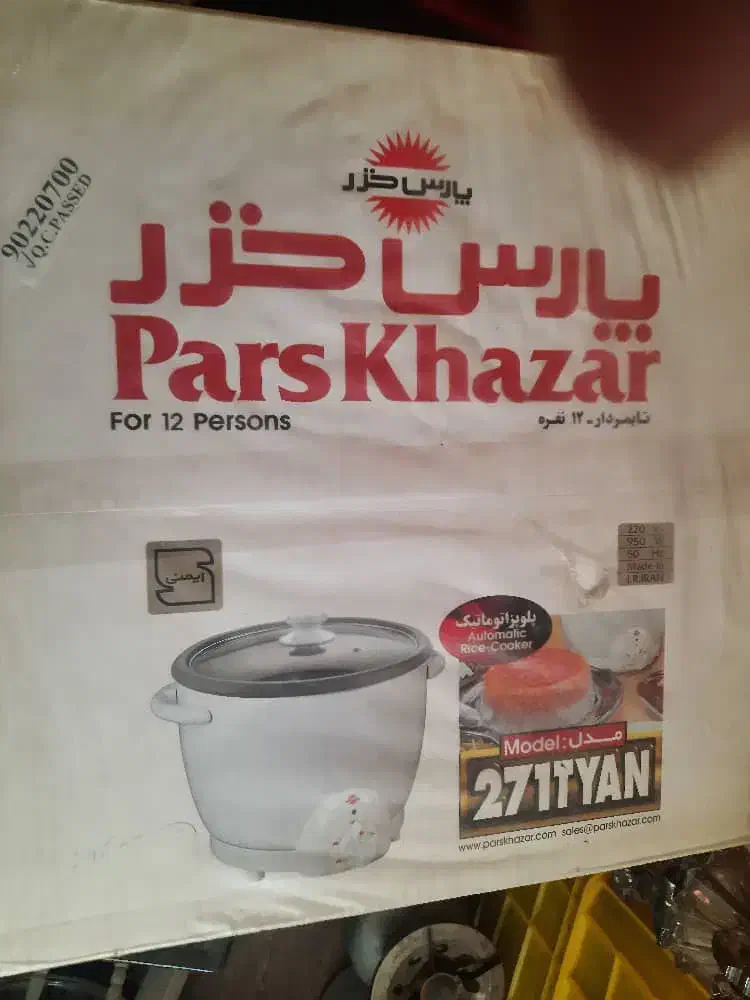 90220700
√Q.C.PASSED
پارس خزر
پارس خزر
Pars Khazar
For 12 Persons
تایمردار-۱۲ نفره
ایمنی
220 V
950 W
50 Hz
Made in
I.R.IRAN
پلوپز اتوماتیک
Automatic
Rice-Cooker
Model: مدل
271TYAN
www.parskhazar.com sales@parskhazar.com